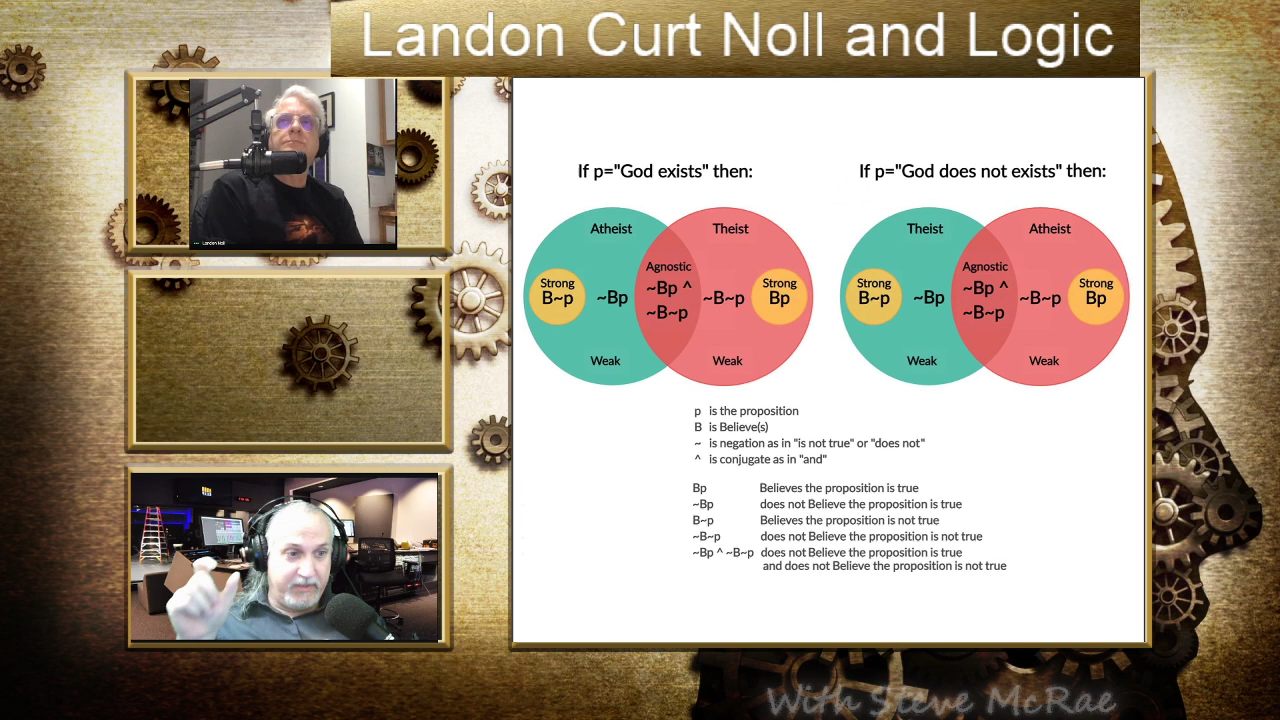 Landon Curt Noll and Logic
Landon Noll
If p="God exists" then:
Atheist
Theist
Agnostic
Strong
B~p
~Bp
~Bp ^
~B~p
~B~p
Strong
Bp
Weak
Weak
If p="God does not exists" then:
Theist
Atheist
Agnostic
Strong
B~p
~Bp
~Bp ^
~B~p
~B~p
Strong
Bp
Weak
Weak
p is the proposition
B is Believe(s)
~ is negation as in "is not true" or "does not"
^ is conjugate as in "and"
Bp Believes the proposition is true
~Bp does not Believe the proposition is true
B~p Believes the proposition is not true
~B~p does not Believe the proposition is not true
~Bp ^ ~B~p does not Believe the proposition is true
and does not Believe the proposition is not true
With Steve McRae